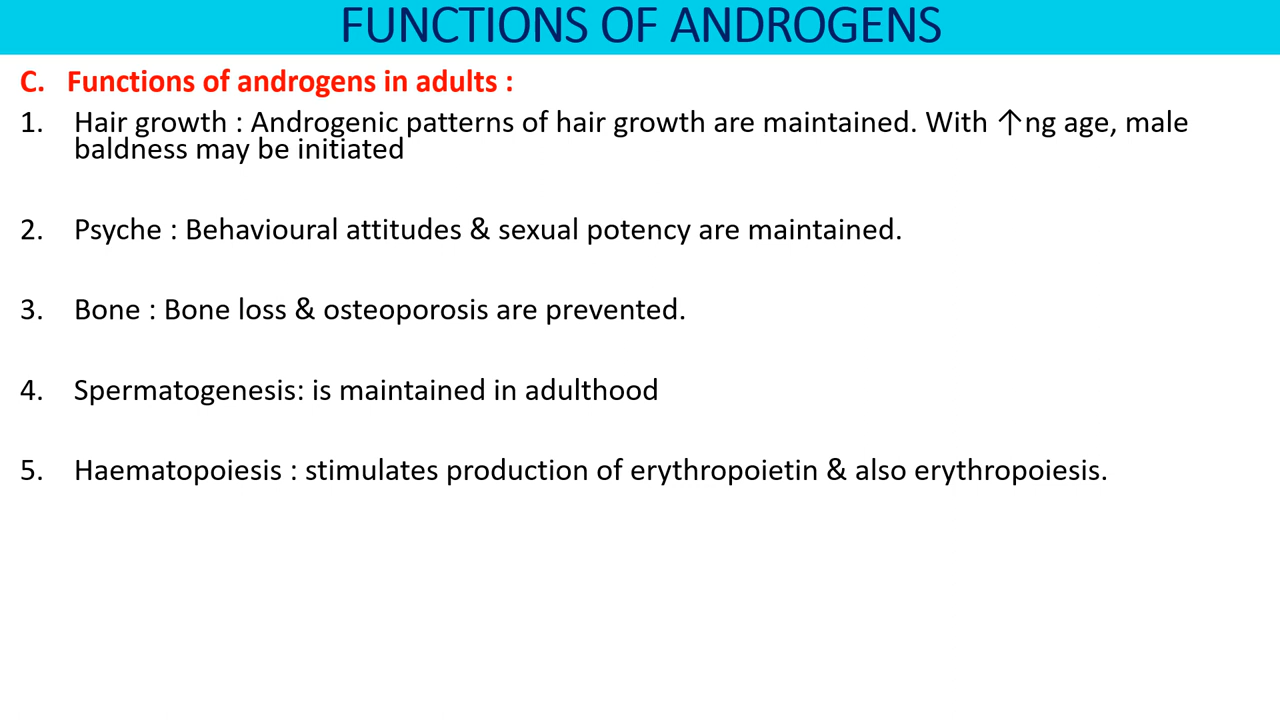 FUNCTIONS OF ANDROGENS
C. Functions of androgens in adults :
1. Hair growth : Androgenic patterns of hair growth are maintained. With ↑ng age, male
baldness may be initiated
2. Psyche : Behavioural attitudes & sexual potency are maintained.
3. Bone : Bone loss & osteoporosis are prevented.
4. Spermatogenesis: is maintained in adulthood
5. Haematopoiesis : stimulates production of erythropoietin & also erythropoiesis.